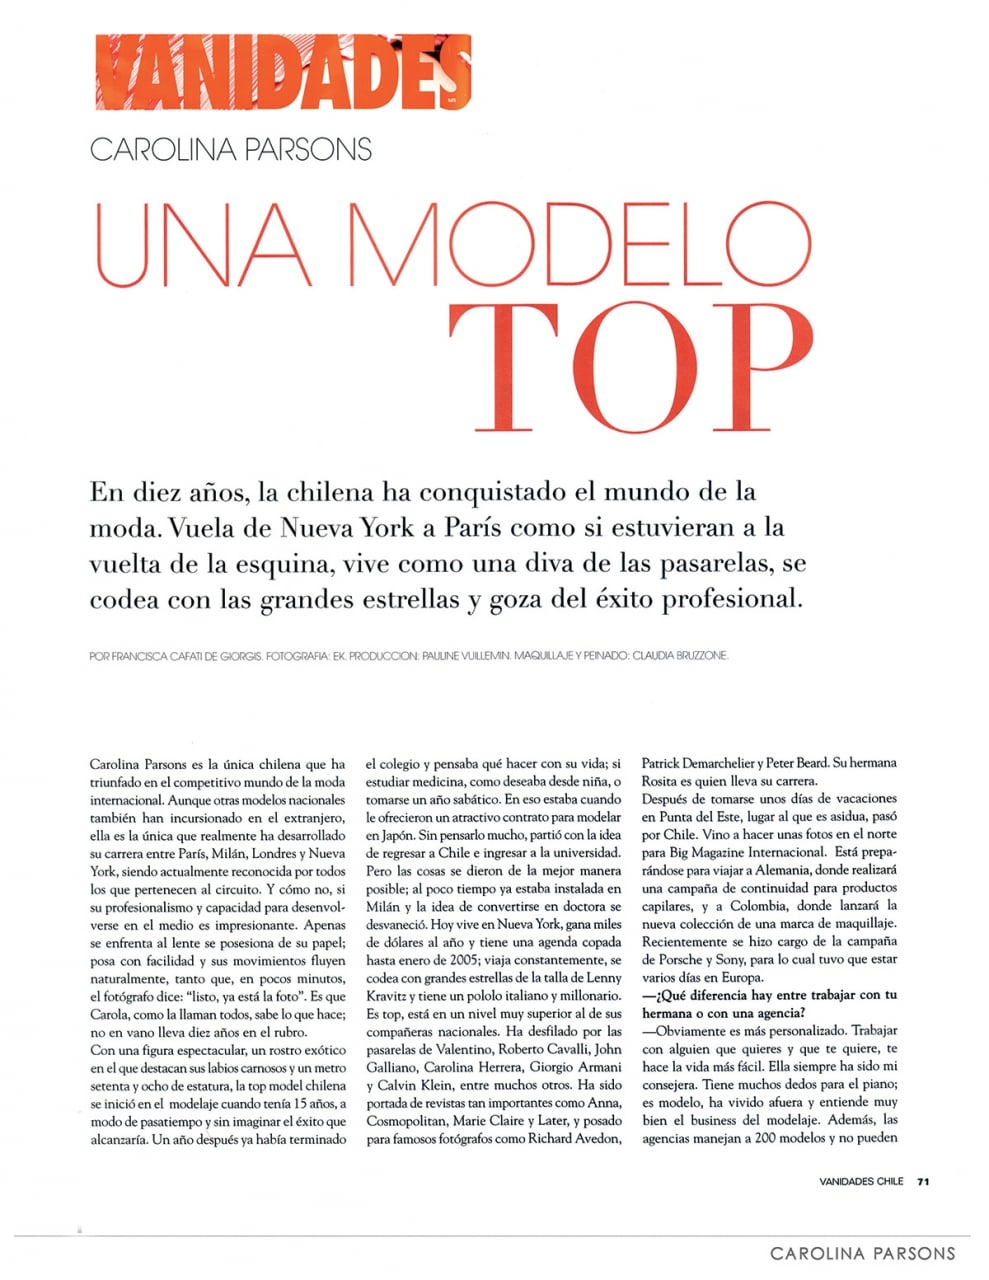 VANIDADES
CAROLINA PARSONS
UNA MODELO
TOP
En diez años, la chilena ha conquistado el mundo de la
moda. Vuela de Nueva York a París como si estuvieran a la
vuelta de la esquina, vive como una diva de las pasarelas, se
codea con las grandes estrellas y goza del éxito profesional.
POR FRANCISCA CAFATI DE GIORGIS. FOTOGRAFIA: EK. PRODUCCION: PAULINE VUILLEMIN. MAQUILLAJE Y PEINADO: CLAUDIA BRUZZONE.
Carolina Parsons es la única chilena que ha
triunfado en el competitivo mundo de la moda
internacional. Aunque otras modelos nacionales
también han incursionado en el extranjero,
ella es la única que realmente ha desarrollado
su carrera entre París, Milán, Londres y Nueva
York, siendo actualmente reconocida por todos
los que pertenecen al circuito. Y cómo no, si
su profesionalismo y capacidad para desenvol-
verse en el medio es impresionante. Apenas
se enfrenta al lente se posesiona de su papel;
posa con facilidad y sus movimientos fluyen
naturalmente, tanto que, en pocos minutos,
el fotógrafo dice: “listo, ya está la foto”. Es que
Carola, como la llaman todos, sabe lo que hace;
no en vano lleva diez años en el rubro.
Con una figura espectacular, un rostro exótico
en el que destacan sus labios carnosos y un metro
setenta y ocho de estatura, la top model chilena
se inició en el modelaje cuando tenía 15 años, a
modo de pasatiempo y sin imaginar el éxito que
alcanzaría. Un año después ya había terminado
el colegio y pensaba qué hacer con su vida; si
estudiar medicina, como deseaba desde niña, o
tomarse un año sabático. En eso estaba cuando
le ofrecieron un atractivo contrato para modelar
en Japón. Sin pensarlo mucho, partió con la idea
de regresar a Chile e ingresar a la universidad.
Pero las cosas se dieron de la mejor manera
posible; al poco tiempo ya estaba instalada en
Milán y la idea de convertirse en doctora se
desvaneció. Hoy vive en Nueva York, gana miles
de dólares al año y tiene una agenda copada
hasta enero de 2005; viaja constantemente, se
codea con grandes estrellas de la talla de Lenny
Kravitz y tiene un pololo italiano y millonario.
Es top, está en un nivel muy superior al de sus
compañeras nacionales. Ha desfilado por las
pasarelas de Valentino, Roberto Cavalli, John
Galliano, Carolina Herrera, Giorgio Armani
y Calvin Klein, entre muchos otros. Ha sido
portada de revistas tan importantes como Anna,
Cosmopolitan, Marie Claire y Later, y posado
para famosos fotógrafos como Richard Avedon,
Patrick Demarchelier y Peter Beard. Su hermana
Rosita es quien lleva su carrera.
Después de tomarse unos días de vacaciones
en Punta del Este, lugar al que es asidua, pasó
por Chile. Vino a hacer unas fotos en el norte
para Big Magazine Internacional. Está prepa-
rándose para viajar a Alemania, donde realizará
una campaña de continuidad para productos
capilares, y a Colombia, donde lanzará la
nueva colección de una marca de maquillaje.
Recientemente se hizo cargo de la campaña
de Porsche y Sony, para lo cual tuvo que estar
varios días en Europa.
—¿Qué diferencia hay entre trabajar con tu
hermana o con una agencia?
—Obviamente es más personalizado. Trabajar
con alguien que quieres y que te quiere, te
hace la vida más fácil. Ella siempre ha sido mi
consejera. Tiene muchos dedos para el piano;
es modelo, ha vivido afuera y entiende muy
bien el business del modelaje. Además, las
agencias manejan a 200 modelos y no pueden
VANIDADES CHILE 71
CAROLINA PARSONS